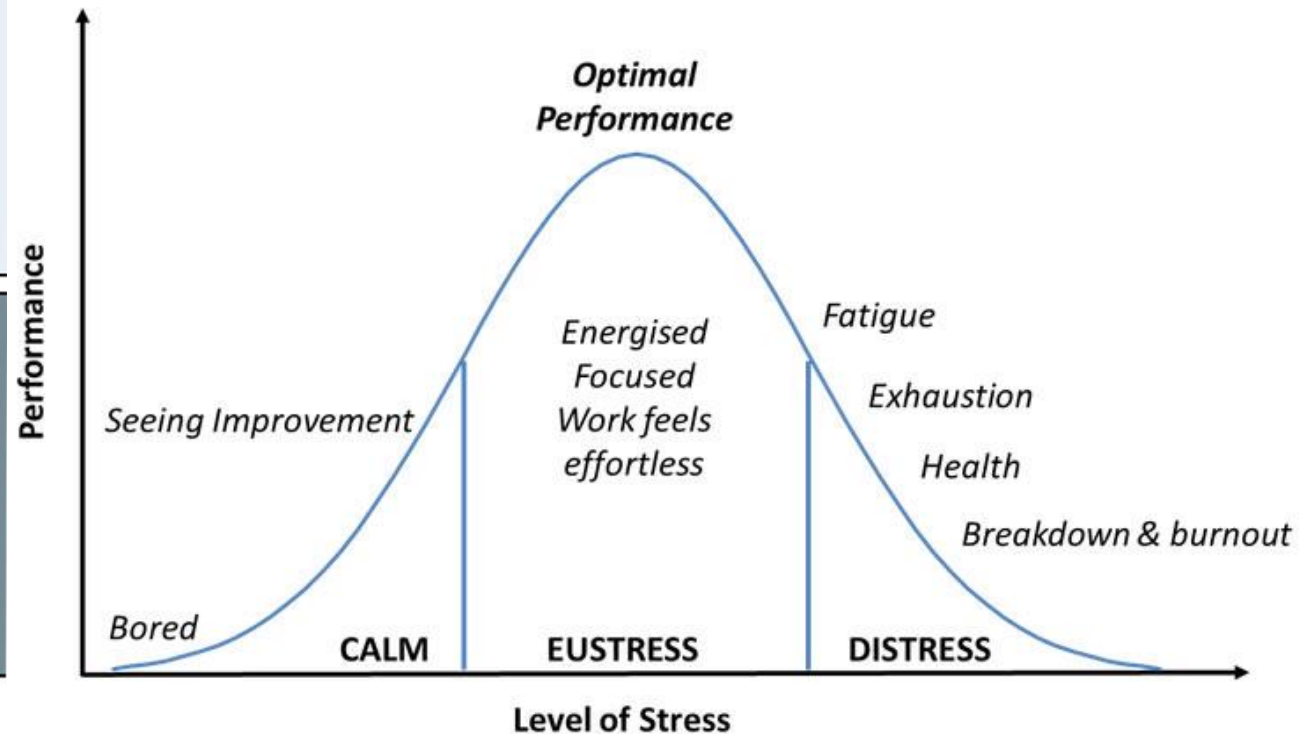 Optimal
Performance
Performance
Energised
Focused
Work feels
effortless
Fatigue
Exhaustion
Health
Breakdown & burnout
Seeing Improvement
Bored
CALM
EUSTRESS
DISTRESS
Level of Stress